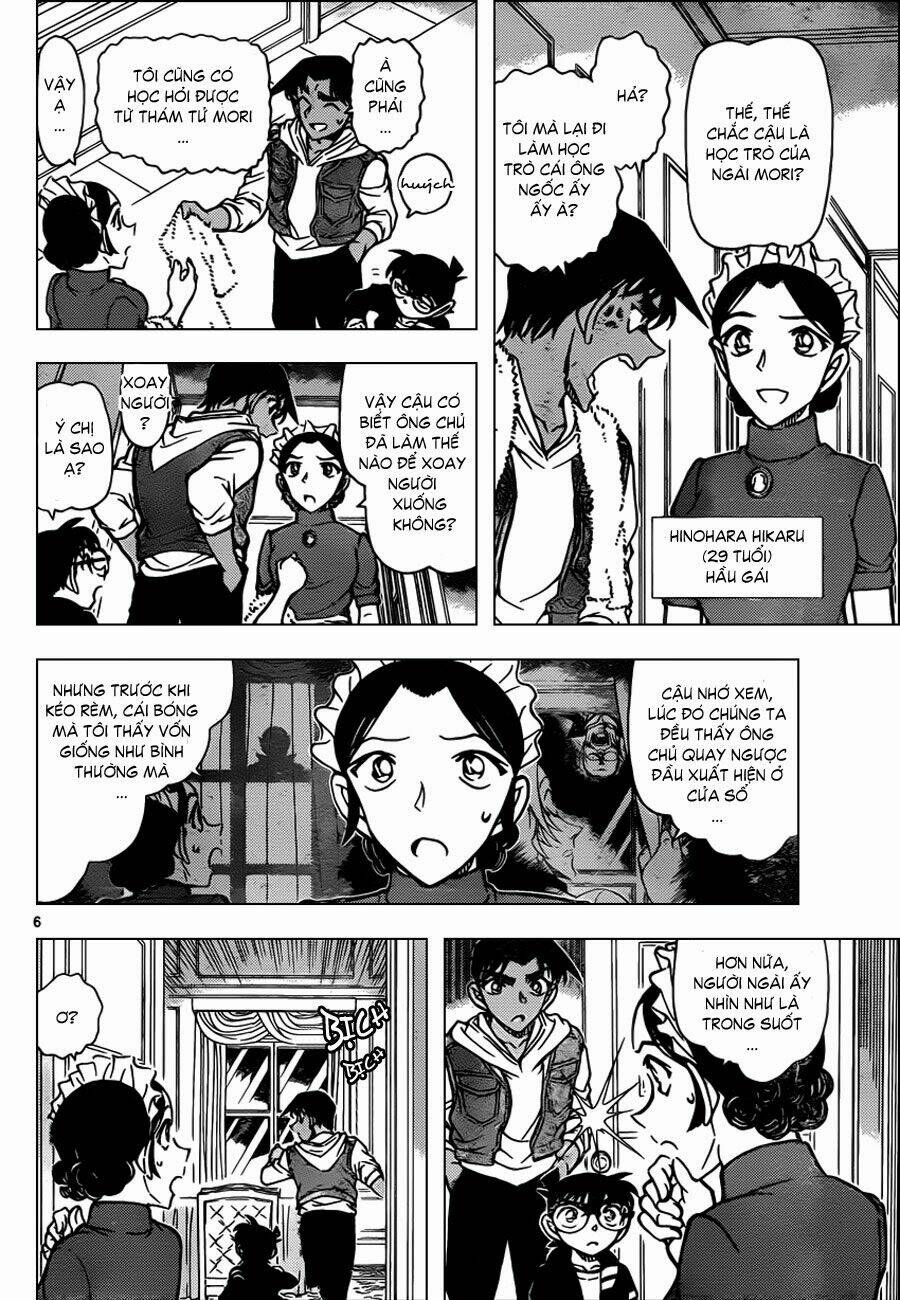 THẾ, THẾ
CHẮC CẬU LÀ
HỌC TRÒ CỦA
NGÀI MORI?
HẢ?
TÔI MÀ LẠI ĐI
LÀM HỌC
TRÒ CÁI ÔNG
NGỐC ẤY
ẤY À?
HINOHARA HIKARU
(29 TUỔI)
HẦU GÁI
À
CŨNG
PHẢI
...
huých
TÔI CŨNG CÓ
HỌC HỎI ĐƯỢC
TỪ THÁM TỬ MORI
...
VẬY
Ạ
...
VẬY CẬU CÓ
BIẾT ÔNG CHỦ
ĐÃ LÀM THẾ
NÀO ĐỂ XOAY
NGƯỜI
XUỐNG
KHÔNG?
XOAY
NGƯỜI?
Ý CHỊ
LÀ SAO
Ạ?
CẬU NHỚ XEM,
LÚC ĐÓ CHÚNG TA
ĐỀU THẤY ÔNG
CHỦ QUAY NGƯỢC
ĐẦU XUẤT HIỆN Ở
CỬA SỔ
...
NHƯNG TRƯỚC KHI
KÉO RÈM, CÁI BÓNG
MÀ TÔI THẤY VỐN
GIỐNG NHƯ BÌNH
THƯỜNG MÀ
...
6
HƠN NỮA,
NGƯỜI NGÀI ẤY
NHÌN NHƯ LÀ
TRONG SUỐT
...
BỊCH
BỊCH
Ơ?